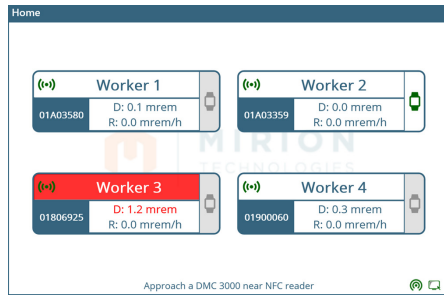 Home
Worker 1
01A03580
D: 0.1 mrem
R: 0.0 mrem/h
Worker 2
01A03359
D: 0.0 mrem
R: 0.0 mrem/h
MIRION
TECHNOLOGIES
Worker 3
01806925
D: 1.2 mrem
R: 0.0 mrem/h
Worker 4
01900060
D: 0.3 mrem
R: 0.0 mrem/h
Approach a DMC 3000 near NFC reader